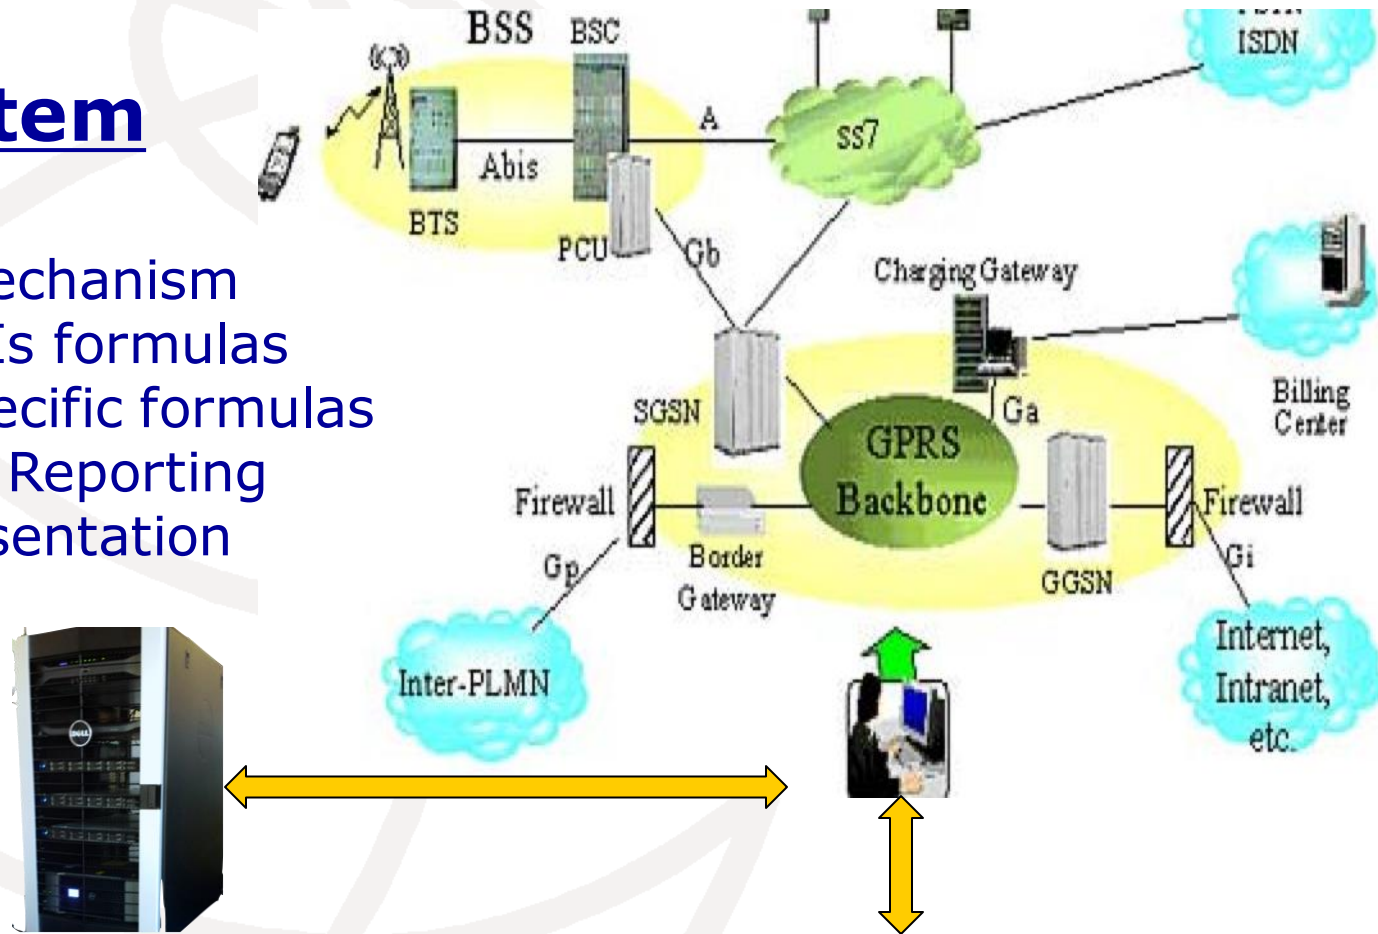 tem
echanism
Is formulas
ecific formulas
Reporting
sentation
BSS
BSC
ISDN
A
SS7
Abis
BTS
PCU
Gb
Charging Gateway
SGSN
Ga
Billing
Center
GPRS
Backbone
Firewall
Firewall
Border
Gateway
Gp
GGSN
Gi
Inter-PLMN
Internet,
Intranet,
etc.
DELL